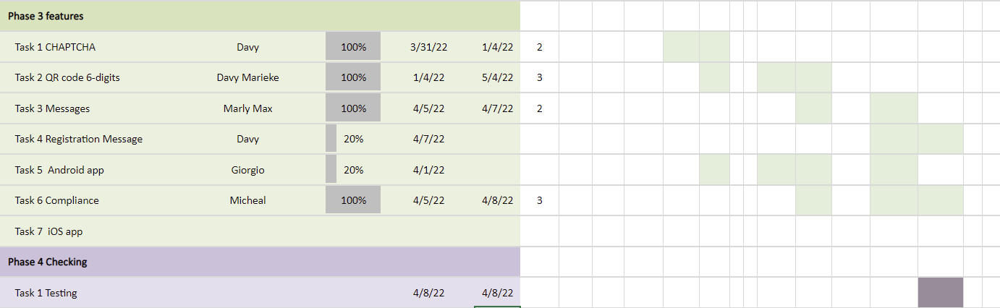 Phase 3 features
Task 1 CHAPTCHA Davy 100% 3/31/22 1/4/22 2
Task 2 QR code 6-digits Davy Marieke 100% 1/4/22 5/4/22 3
Task 3 Messages Marly Max 100% 4/5/22 4/7/22 2
Task 4 Registration Message Davy 20% 4/7/22
Task 5 Android app Giorgio 20% 4/1/22
Task 6 Compliance Micheal 100% 4/5/22 4/8/22 3
Task 7 iOS app
Phase 4 Checking
Task 1 Testing 4/8/22 4/8/22